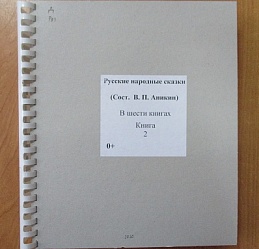 Д
Русские народные сказки
(Сост. В. П. Аникин)
В шести книгах
Книга
2
0+